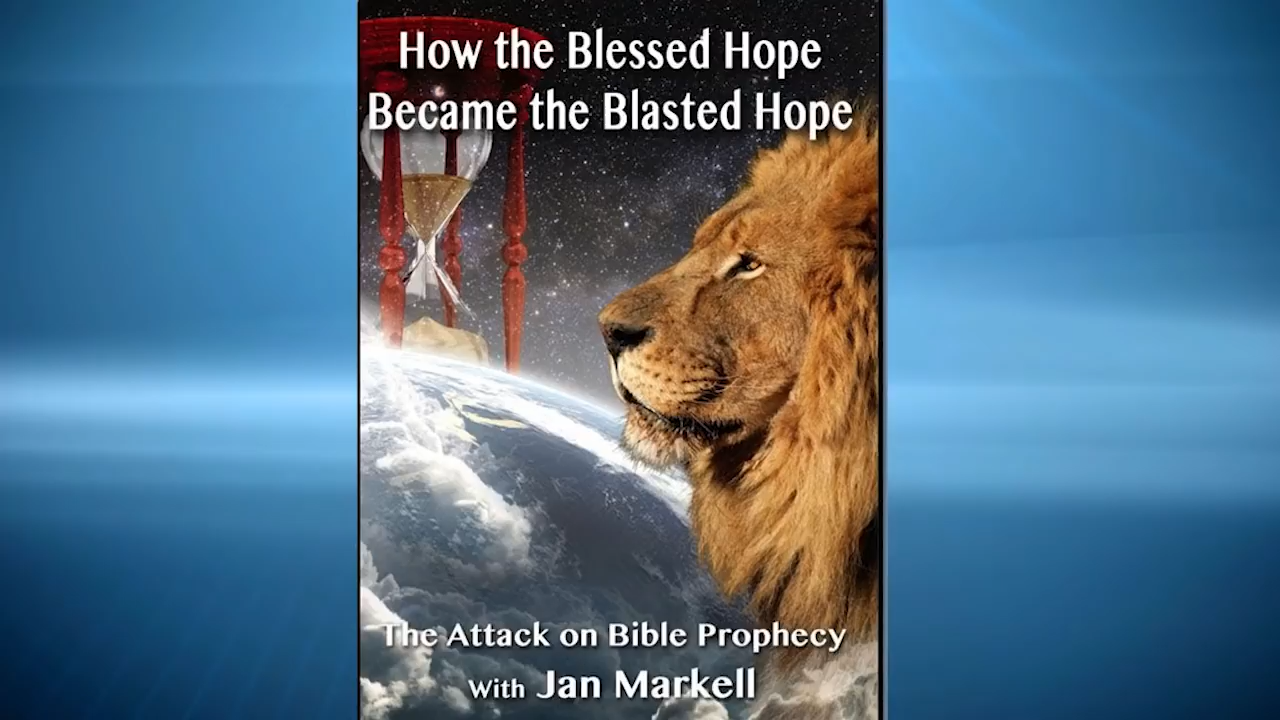 How the Blessed Hope
Became the Blasted Hope
The Attack on Bible Prophecy
With Jan Markell